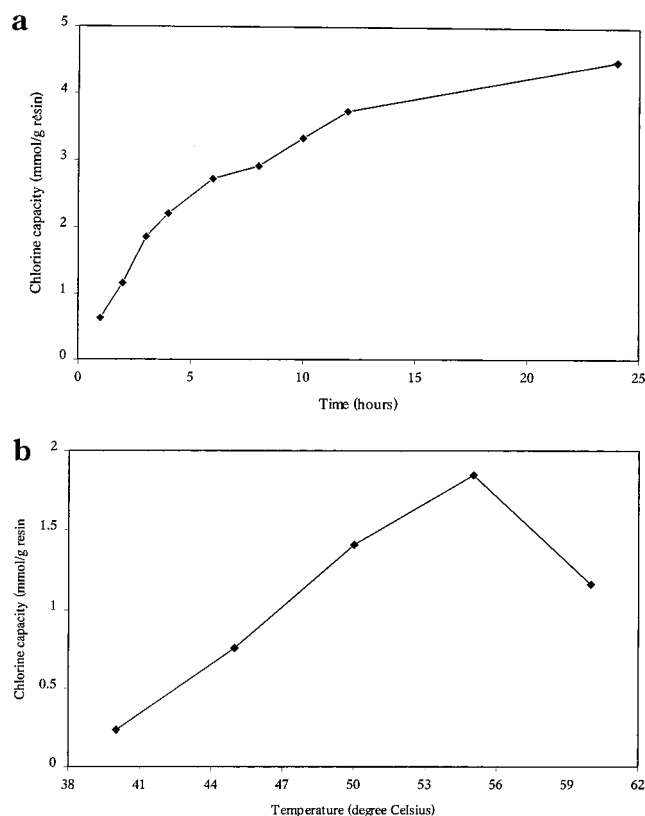 a
5
4
3
2
1
0
Chlorine capacity (mmol/g resin)
0 5 10 15 20 25
Time (hours)
b
2
1.5
1
0.5
0
Chlorine capacity (mmol/g resin
38 41 44 47 50 53 56 59 62
Temperature (degree Celsius)